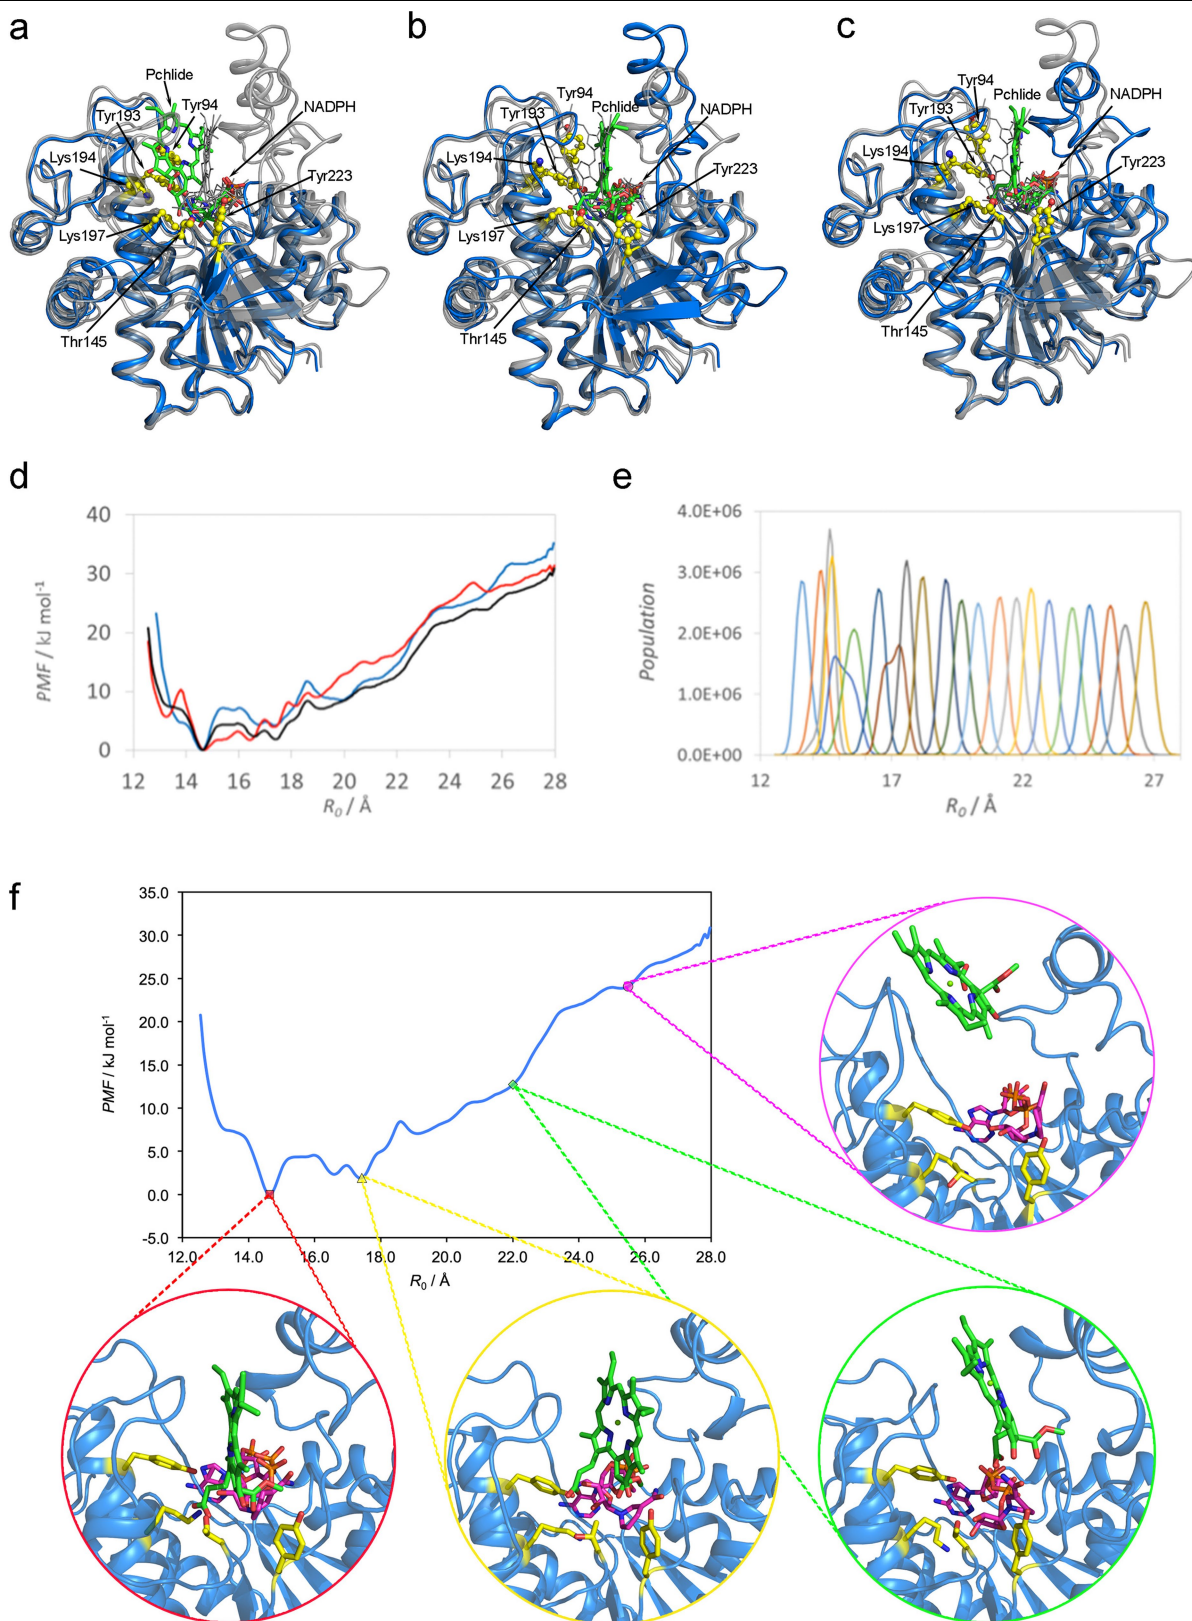 a
Pchlide
Tyr94
NADPH
Tyr193
Lys194
Tyr223
Lys197
Thr145
b
Tyr94
Pchlide
NADPH
Tyr193
Lys194
Tyr223
Lys197
Thr145
c
Tyr94
Pchlide
NADPH
Tyr193
Lys194
Tyr223
Lys197
Thr145
d
PMF / kJ mol-1
40
30
20
10
0
12 14 16 18 20 22 24 26 28
R0 / Å
e
Population
4.0E+06
3.0E+06
2.0E+06
1.0E+06
0.0E+00
12 17 22 27
R0 / Å
f
PMF / kJ mol-1
35.0
30.0
25.0
20.0
15.0
10.0
5.0
0.0
-5.0
12.0 14.0 16.0 18.0 20.0 22.0 24.0 26.0 28.0
R0 / Å